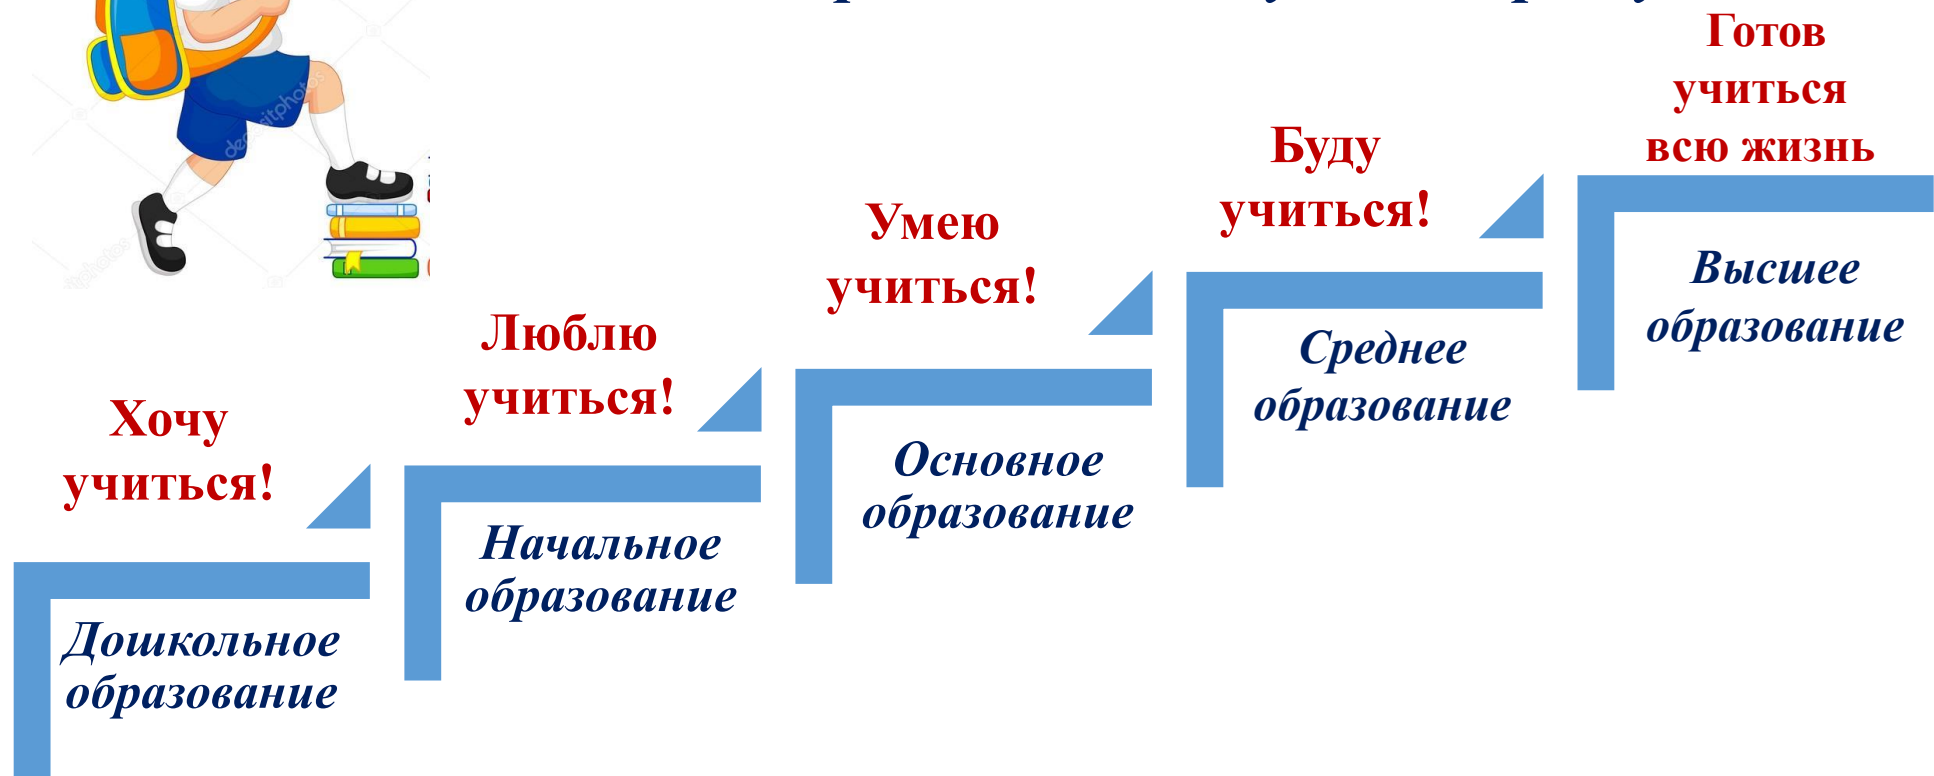 Готов
учиться
всю жизнь
Буду
учиться!
Умею
учиться!
Люблю
учиться!
Хочу
учиться!
Высшее
образование
Среднее
образование
Основное
образование
Начальное
образование
Дошкольное
образование
depositphotos